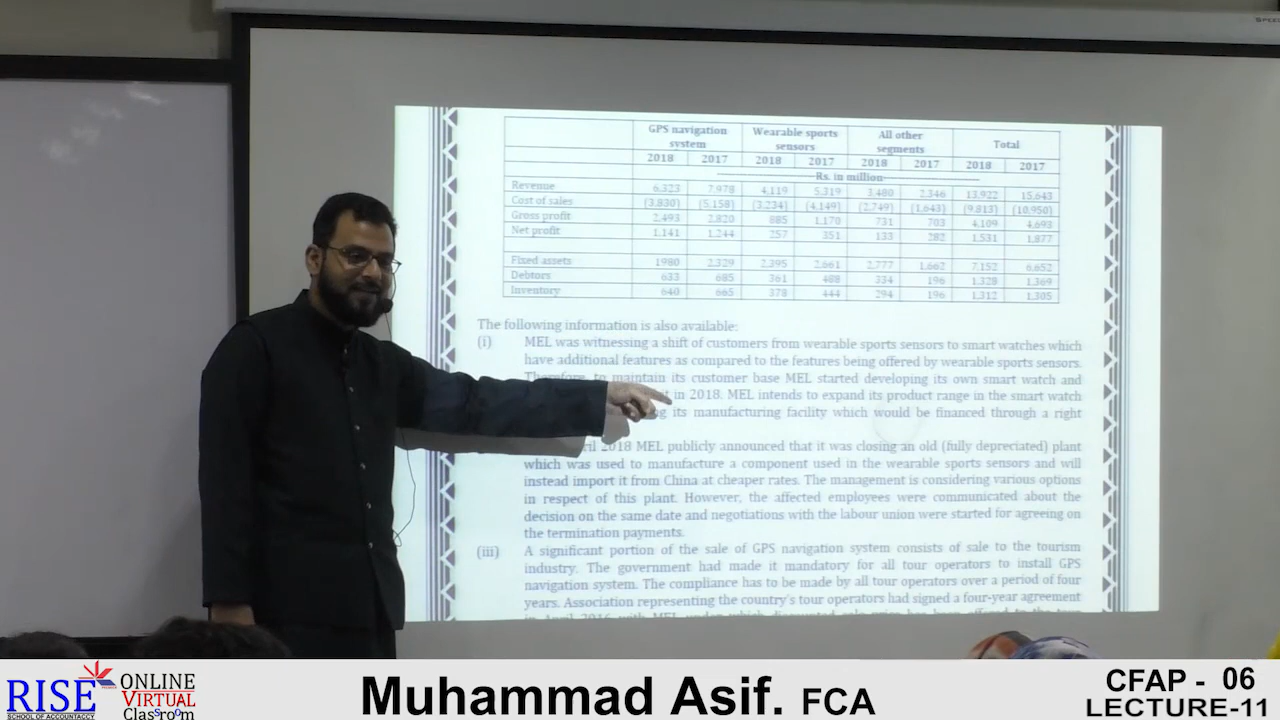 GPS navigation system Wearable sports sensors All other segments Total
2018 2017 2018 2017 2018 2017 2018 2017
Rs. in million
Revenue 6,323 7,978 4,119 5,319 3,480 2,346 13,922 15,643
Cost of sales (3,830) (5,158) (3,234) (4,149) (2,749) (1,643) (9,813) (10,950)
Gross profit 2,493 2,820 885 1,170 731 703 4,109 4,693
Net profit 1,141 1,244 257 351 133 282 1,531 1,877
Fixed assets 1980 2,329 2,395 2,661 2,777 1,662 7,152 6,652
Debtors 633 685 361 488 334 196 1,328 1,369
Inventory 640 665 378 444 294 196 1,312 1,305
The following information is also available:
(i) MEL was witnessing a shift of customers from wearable sports sensors to smart watches which
have additional features as compared to the features being offered by wearable sports sensors.
Therefore, to maintain its customer base MEL started developing its own smart watch and
in 2018. MEL intends to expand its product range in the smart watch
its manufacturing facility which would be financed through a right
2018 MEL publicly announced that it was closing an old (fully depreciated) plant
which was used to manufacture a component used in the wearable sports sensors and will
instead import it from China at cheaper rates. The management is considering various options
in respect of this plant. However, the affected employees were communicated about the
decision on the same date and negotiations with the labour union were started for agreeing on
the termination payments.
(iii) A significant portion of the sale of GPS navigation system consists of sale to the tourism
industry. The government had made it mandatory for all tour operators to install GPS
navigation system. The compliance has to be made by all tour operators over a period of four
years. Association representing the country's tour operators had signed a four-year agreement
RISE
SCHOOL OF ACCOUNTANCY
ONLINE
VIRTUAL
Classroom
Muhammad Asif. FCA
CFAP - 06
LECTURE-11